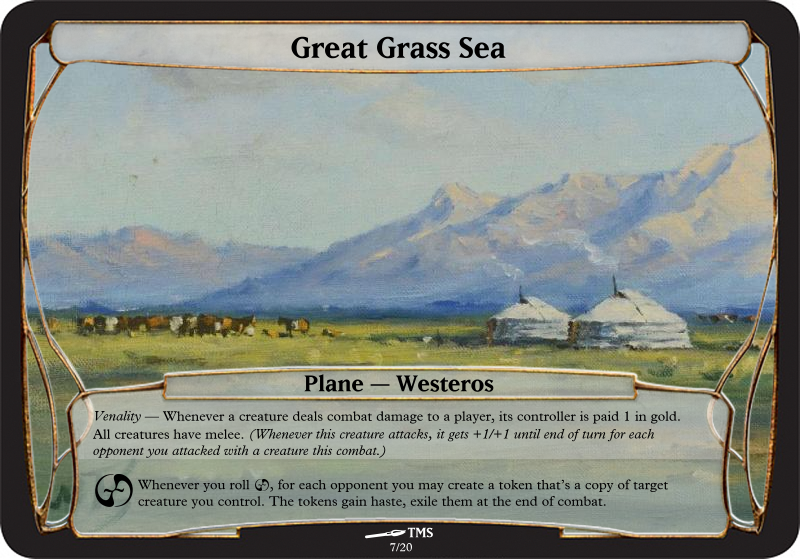 Great Grass Sea
Plane — Westeros
Venality — Whenever a creature deals combat damage to a player, its controller is paid 1 in gold.
All creatures have melee. (Whenever this creature attacks, it gets +1/+1 until end of turn for each
opponent you attacked with a creature this combat.)
Whenever you roll , for each opponent you may create a token that's a copy of target
creature you control. The tokens gain haste, exile them at the end of combat.
TMS
7/20